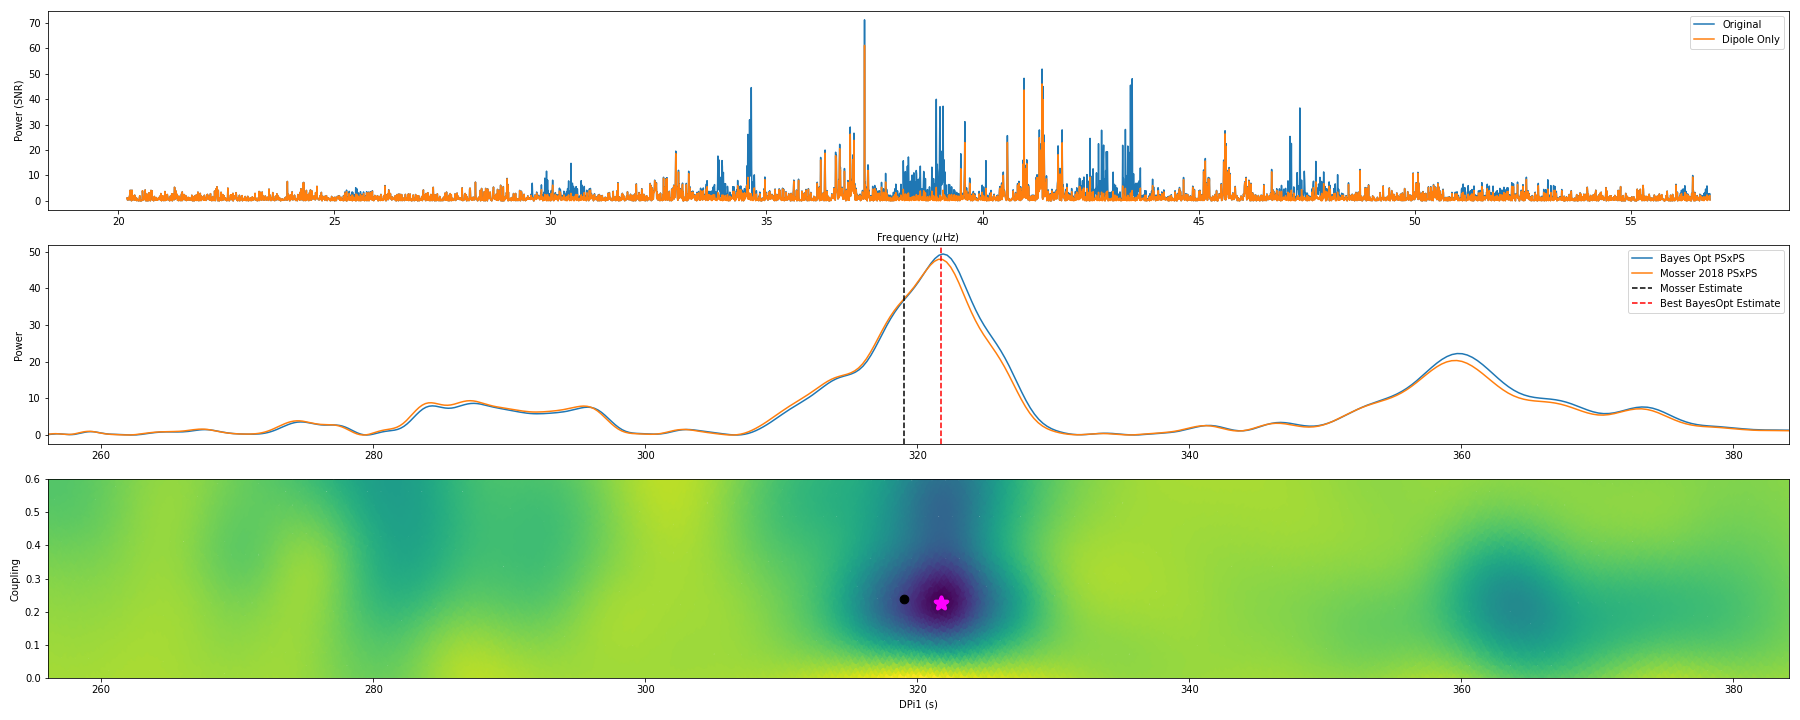 70
60
50
40
30
20
10
0
Power (SNR)
Original
Dipole Only
20 25 30 35 40 45 50 55
Frequency (μHz)
50
40
30
20
10
0
Power
Bayes Opt PSxPS
Mosser 2018 PSxPS
Mosser Estimate
Best BayesOpt Estimate
260 280 300 320 340 360 380
0.6
0.5
0.4
0.3
0.2
0.1
0.0
Coupling
260 280 300 320 340 360 380
DPi1 (s)